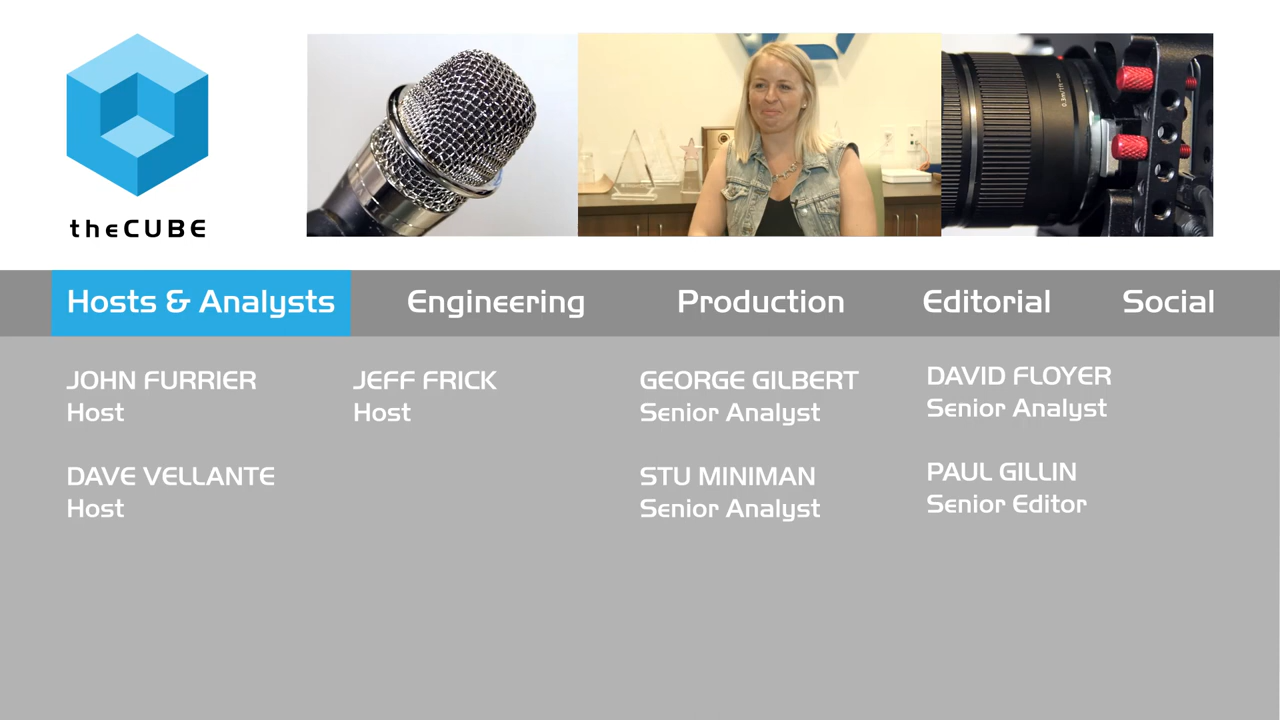 theCUBE
Hosts & Analysts
Engineering
Production
Editorial
Social
JOHN FURRIER
Host
JEFF FRICK
Host
GEORGE GILBERT
Senior Analyst
DAVID FLOYER
Senior Analyst
DAVE VELLANTE
Host
STU MINIMAN
Senior Analyst
PAUL GILLIN
Senior Editor